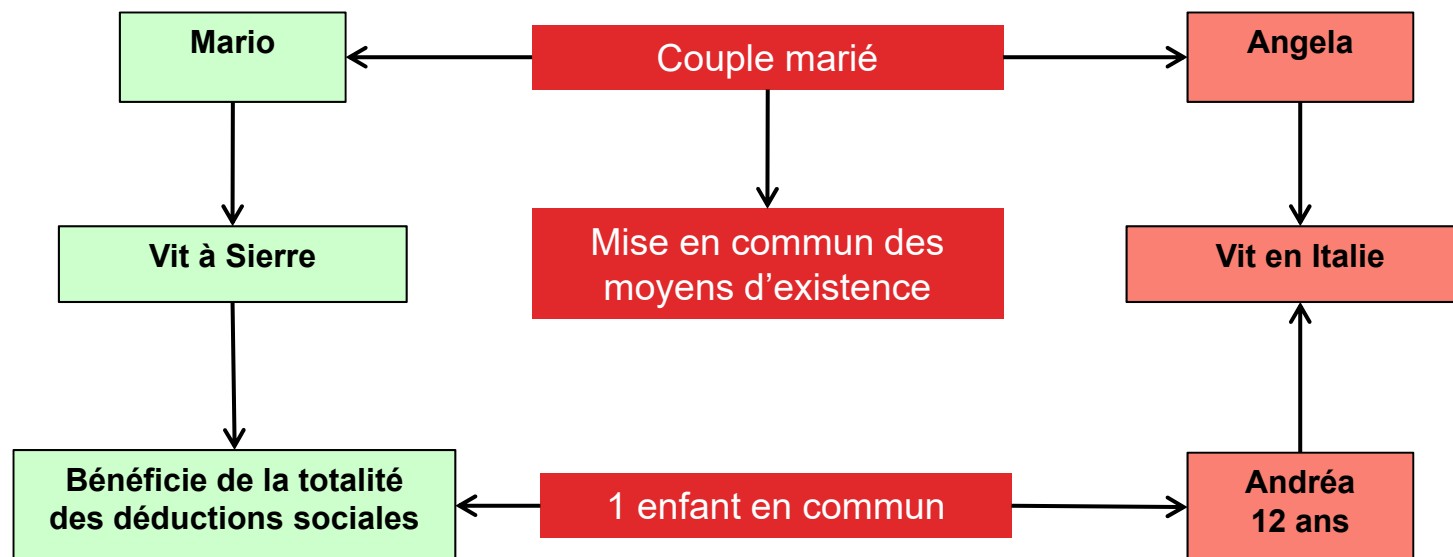 Mario
Couple marié
Angela
Vit à Sierre
Mise en commun des
moyens d’existence
Vit en Italie
Bénéficie de la totalité
des déductions sociales
1 enfant en commun
Andréa
12 ans